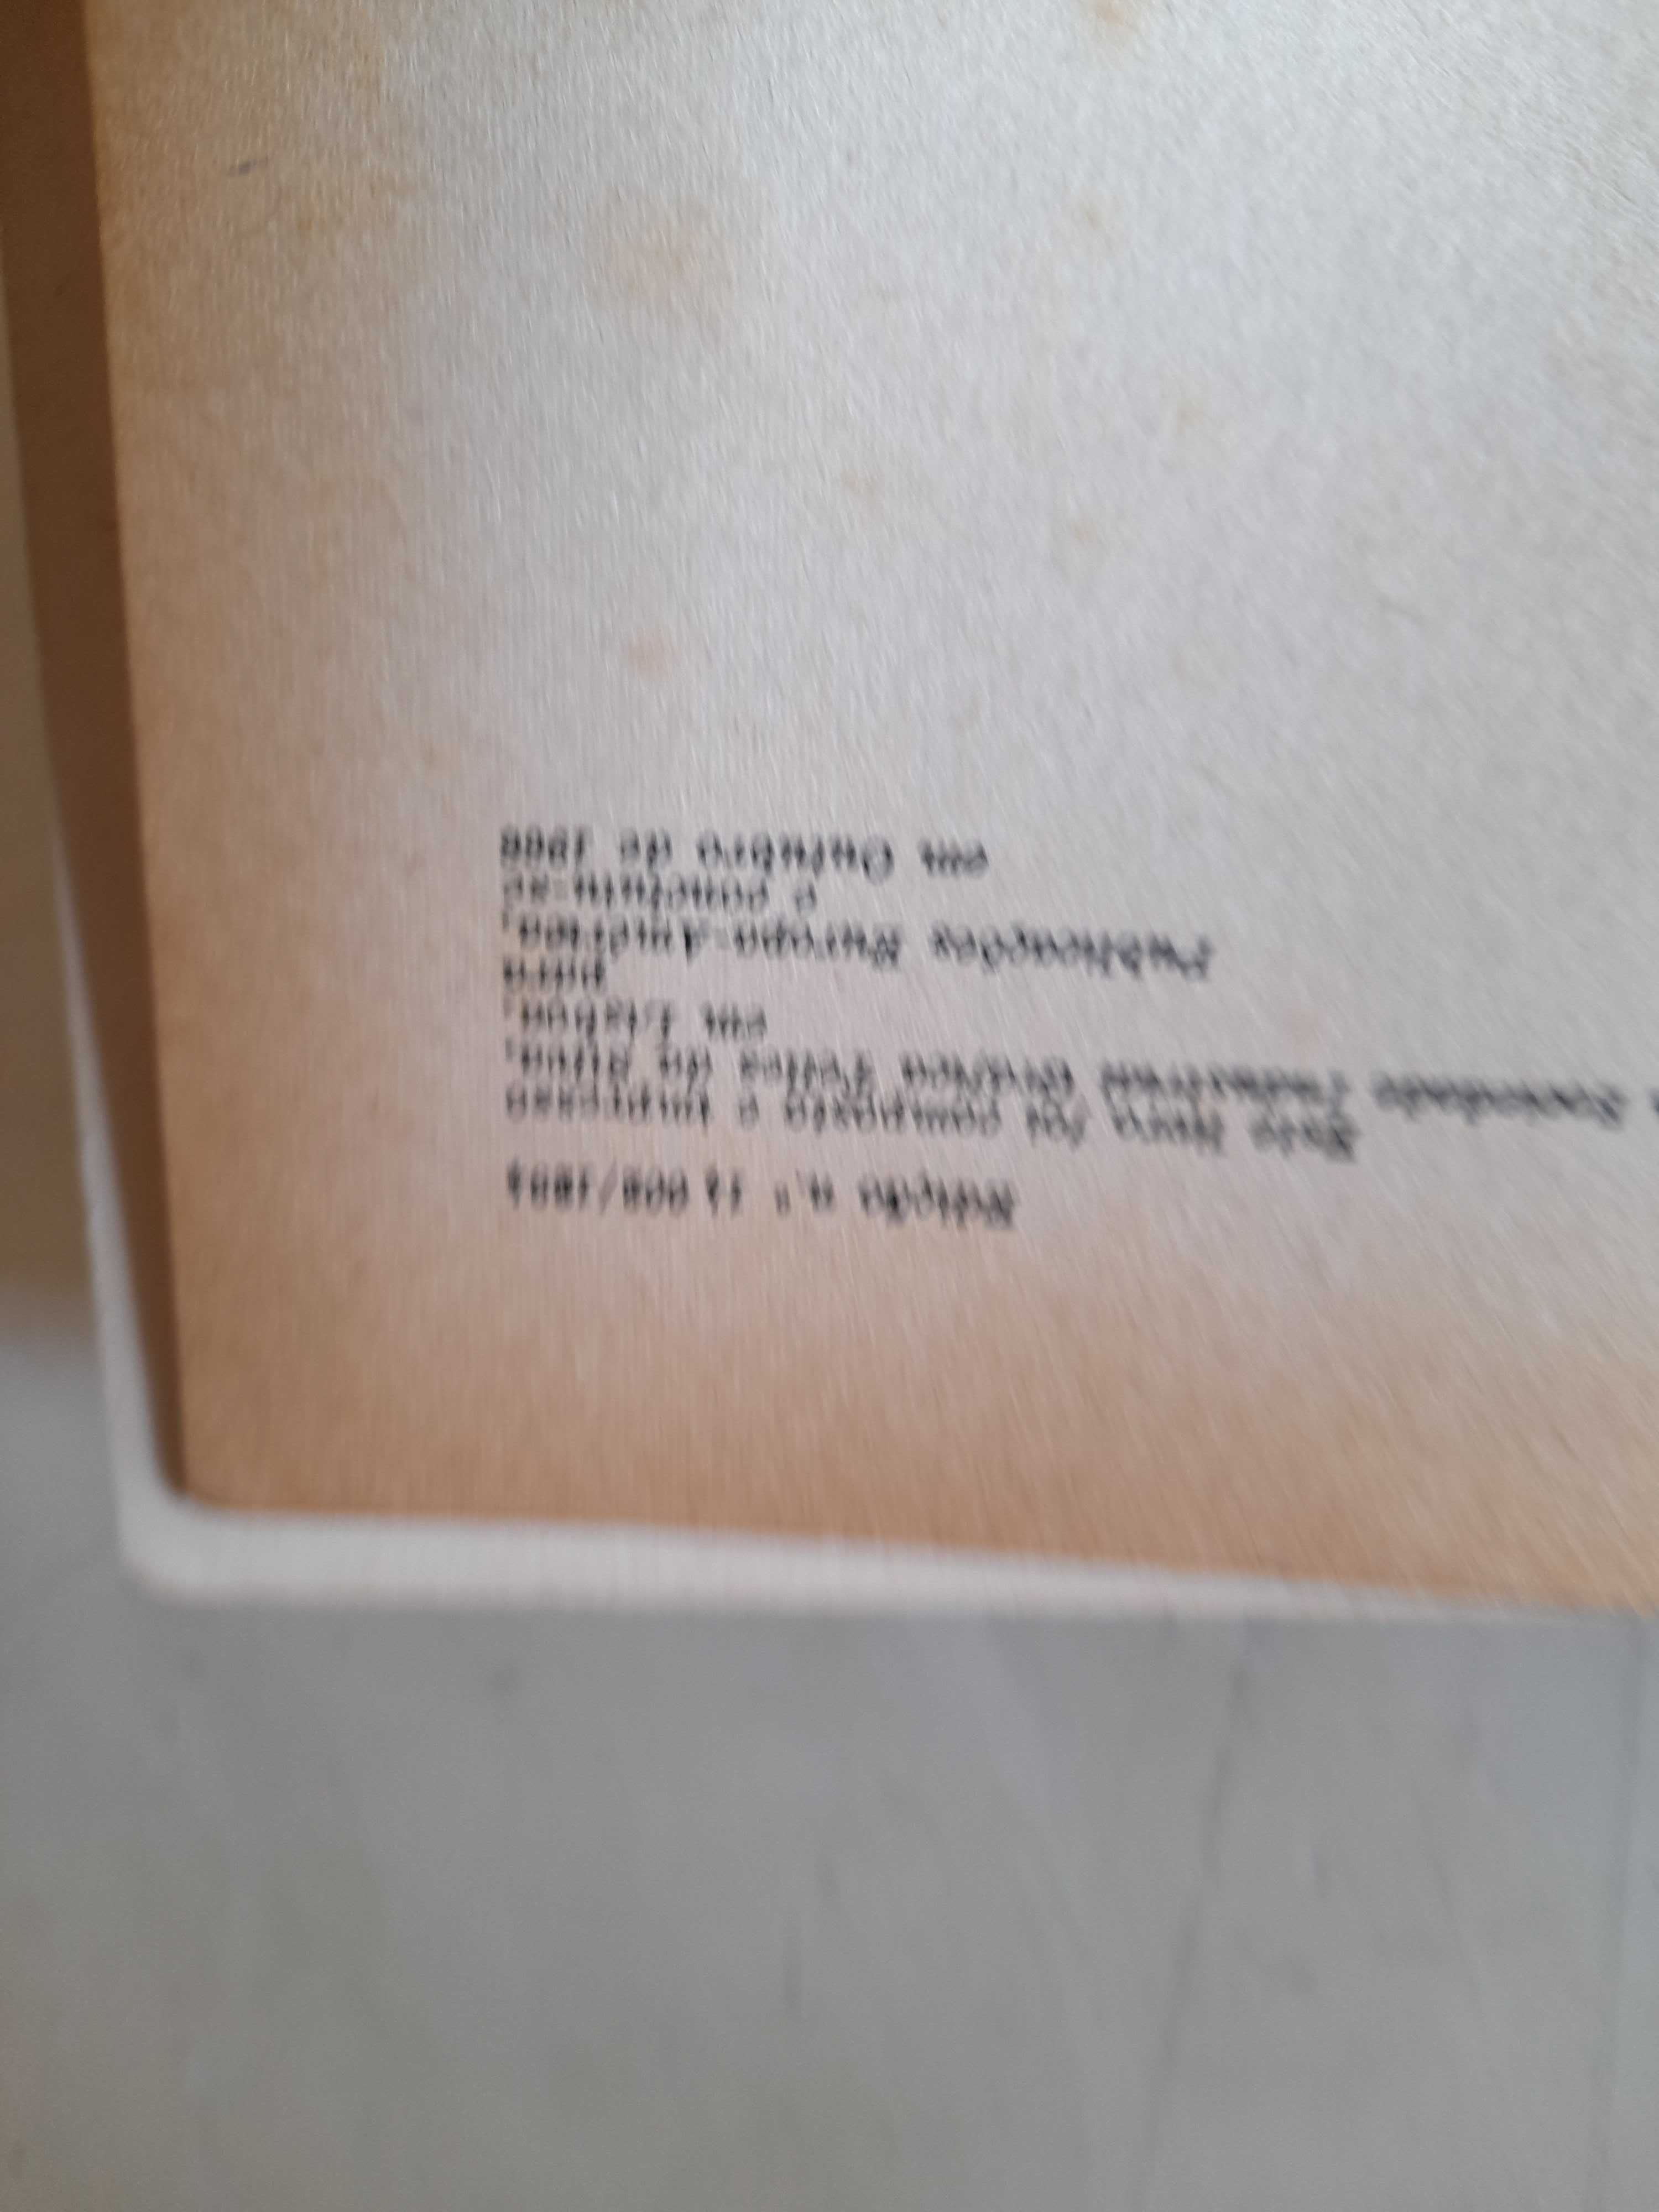 Edição n.º
Este livro foi composto e impresso
Sociedade Industrial Gráfica Telles da Silva,
em Lisboa,
para
Publicações Europa-América,
e concluiu-se
em Outubro de